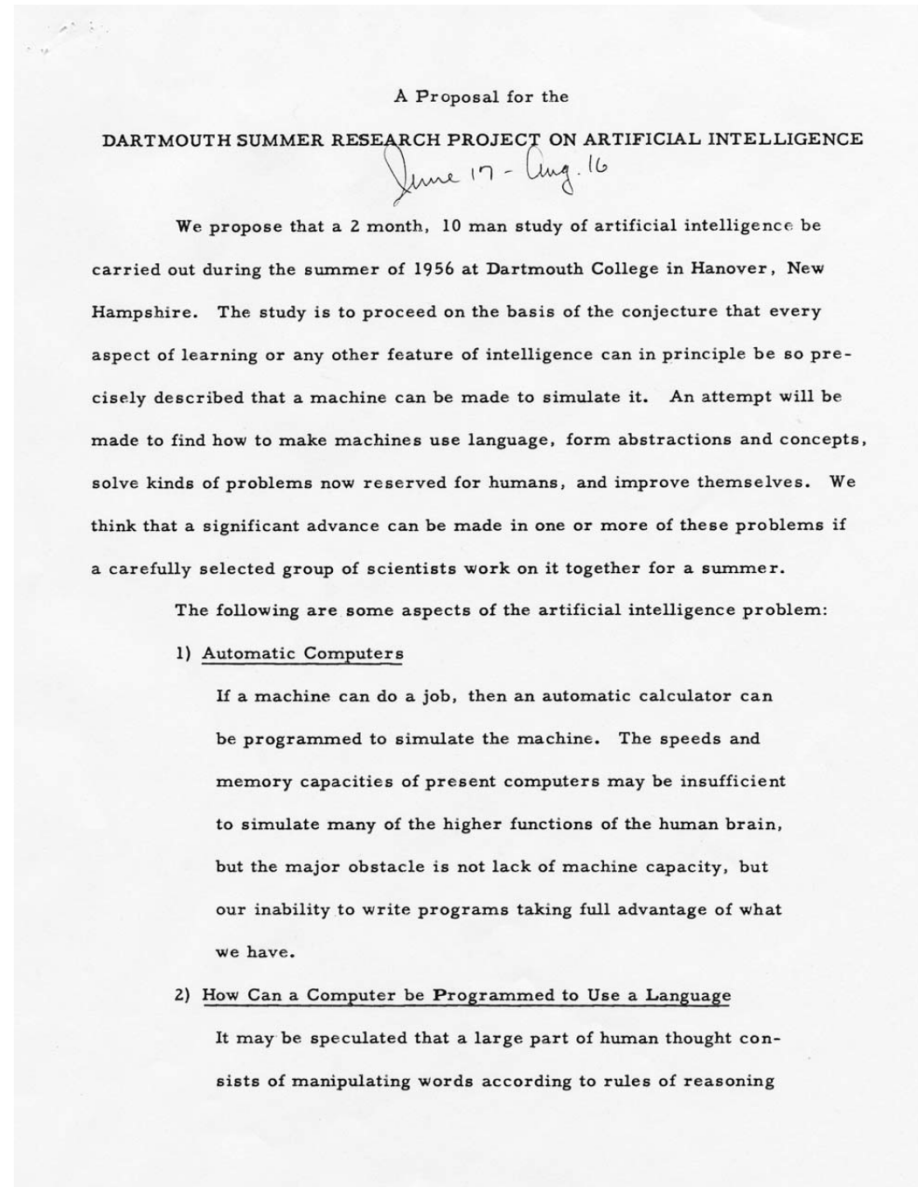 A Proposal for the
DARTMOUTH SUMMER RESEARCH PROJECT ON ARTIFICIAL INTELLIGENCE
June 17 - Aug. 16
We propose that a 2 month, 10 man study of artificial intelligence be
carried out during the summer of 1956 at Dartmouth College in Hanover, New
Hampshire. The study is to proceed on the basis of the conjecture that every
aspect of learning or any other feature of intelligence can in principle be so pre-
cisely described that a machine can be made to simulate it. An attempt will be
made to find how to make machines use language, form abstractions and concepts,
solve kinds of problems now reserved for humans, and improve themselves. We
think that a significant advance can be made in one or more of these problems if
a carefully selected group of scientists work on it together for a summer.
The following are some aspects of the artificial intelligence problem:
1) Automatic Computers
If a machine can do a job, then an automatic calculator can
be programmed to simulate the machine. The speeds and
memory capacities of present computers may be insufficient
to simulate many of the higher functions of the human brain,
but the major obstacle is not lack of machine capacity, but
our inability to write programs taking full advantage of what
we have.
2) How Can a Computer be Programmed to Use a Language
It may be speculated that a large part of human thought con-
sists of manipulating words according to rules of reasoning